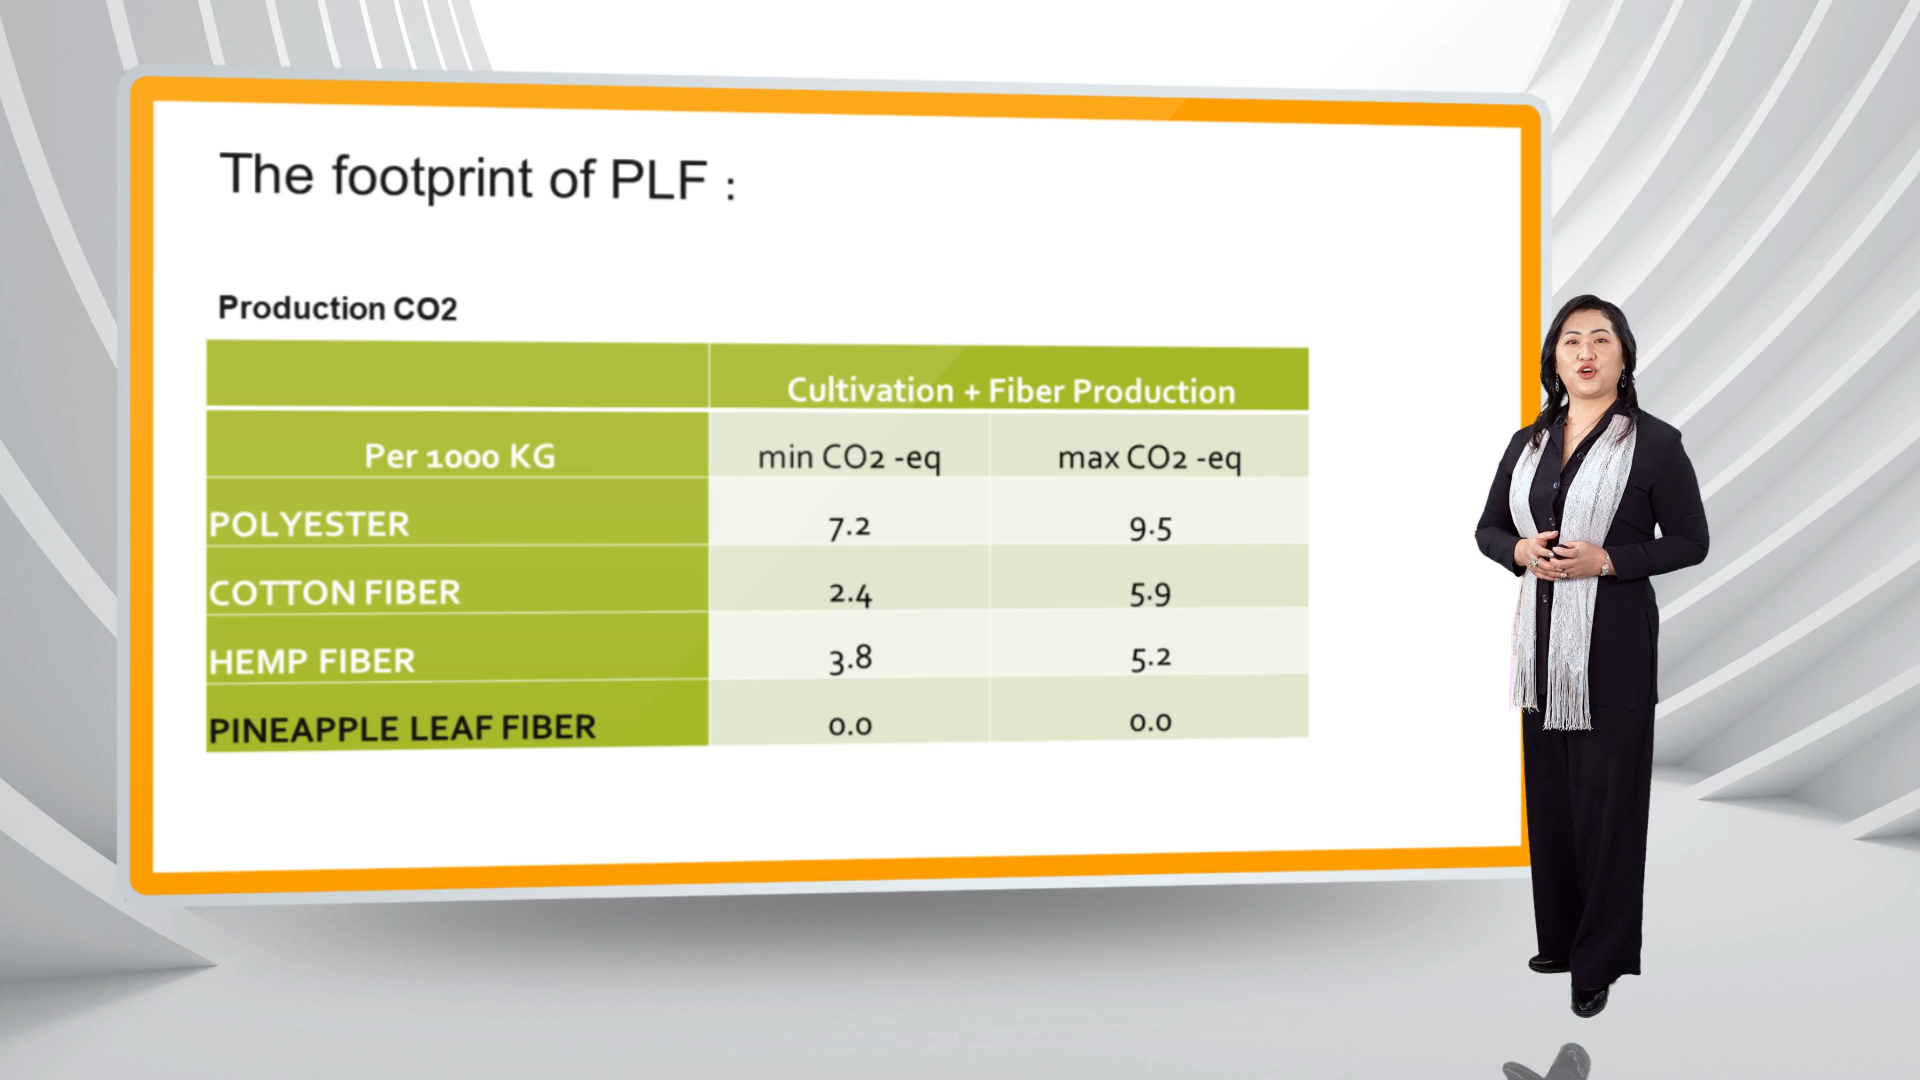 The footprint of PLF :
Production CO2
Cultivation + Fiber Production
Per 1000 KG min CO2 -eq max CO2 -eq
POLYESTER 7.2 9.5
COTTON FIBER 2.4 5.9
HEMP FIBER 3.8 5.2
PINEAPPLE LEAF FIBER 0.0 0.0